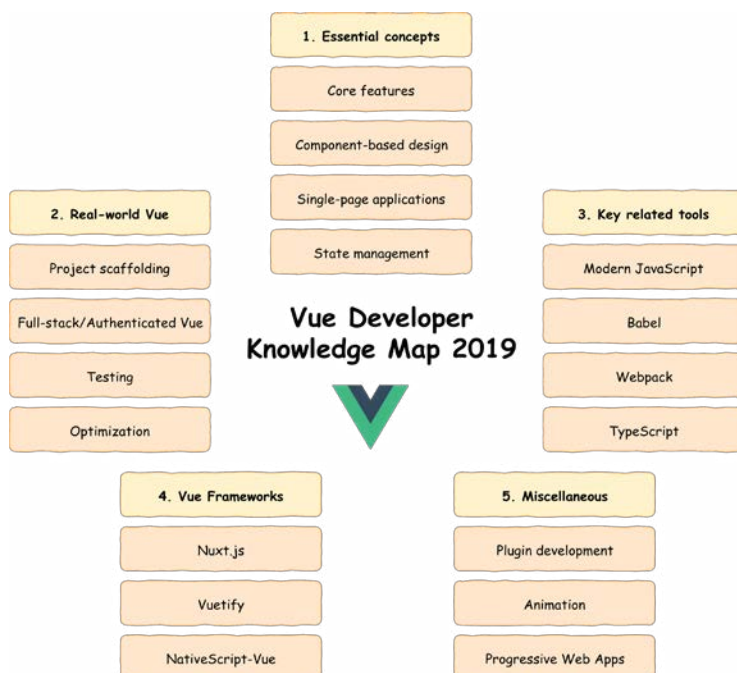 1. Essential concepts
Core features
Component-based design
Single-page applications
State management
2. Real-world Vue
Project scaffolding
Full-stack/Authenticated Vue
Testing
Optimization
Vue Developer
Knowledge Map 2019
3. Key related tools
Modern JavaScript
Babel
Webpack
TypeScript
4. Vue Frameworks
Nuxt.js
Vuetify
NativeScript-Vue
5. Miscellaneous
Plugin development
Animation
Progressive Web Apps